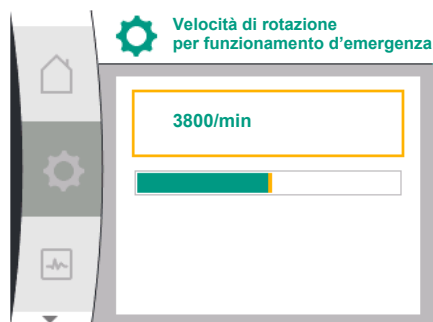 Velocità di rotazione
per funzionamento d'emergenza
3800/min